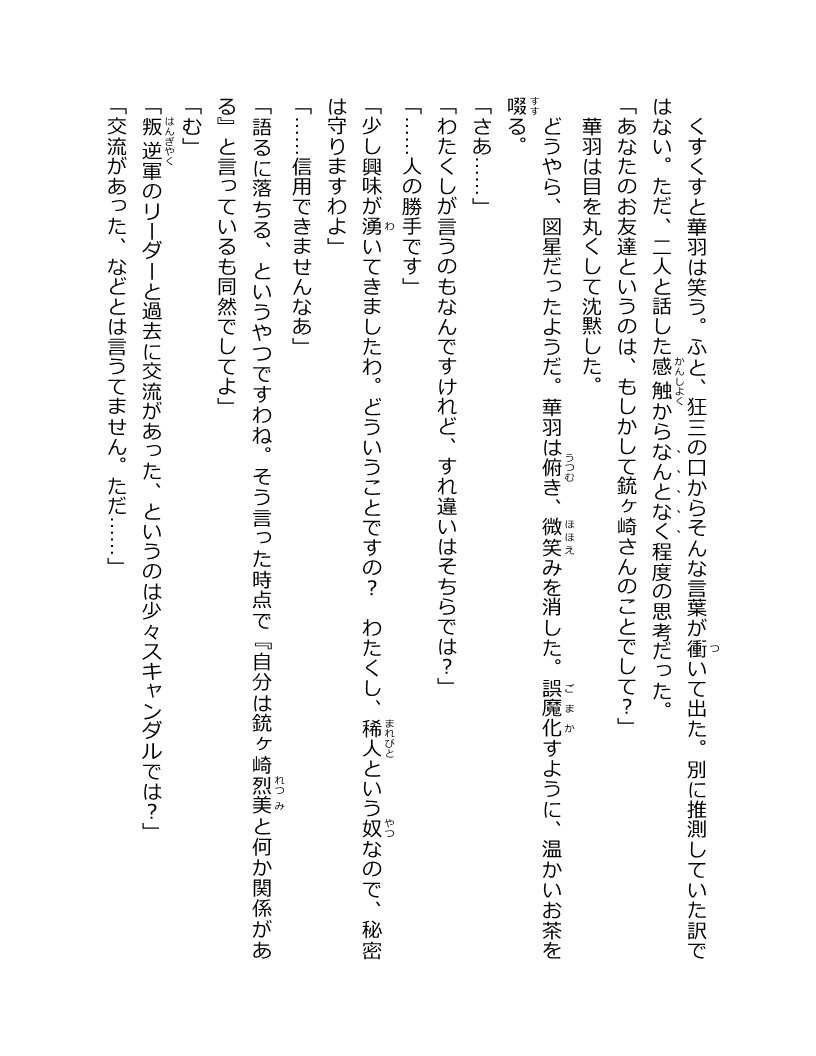 くすくすと華羽は笑う。ふと、狂三の口からそんな言葉が衝いて出た。別に推測していた訳で
はない。ただ、二人と話した感触からなんとなく程度の思考だった。
「あなたのお友達というのは、もしかして銃ヶ崎さんのことでして？」
華羽は目を丸くして沈黙した。
どうやら、図星だったようだ。華羽は俯き、微笑みを消した。誤魔化すように、温かいお茶を
啜る。
「さあ……」
「わたくしが言うのもなんですけれど、すれ違いはそちらでは？」
「……人の勝手です」
「少し興味が湧いてきましたわ。どういうことですの？　わたくし、稀人という奴なので、秘密
は守りますわよ」
「……信用できませんなあ」
「語るに落ちる、というやつですわね。そう言った時点で『自分は銃ヶ崎烈美と何か関係があ
る』と言っているも同然でしてよ」
「む」
「叛逆軍のリーダーと過去に交流があった、というのは少々スキャンダルでは？」
「交流があった、などとは言うてません。ただ……」